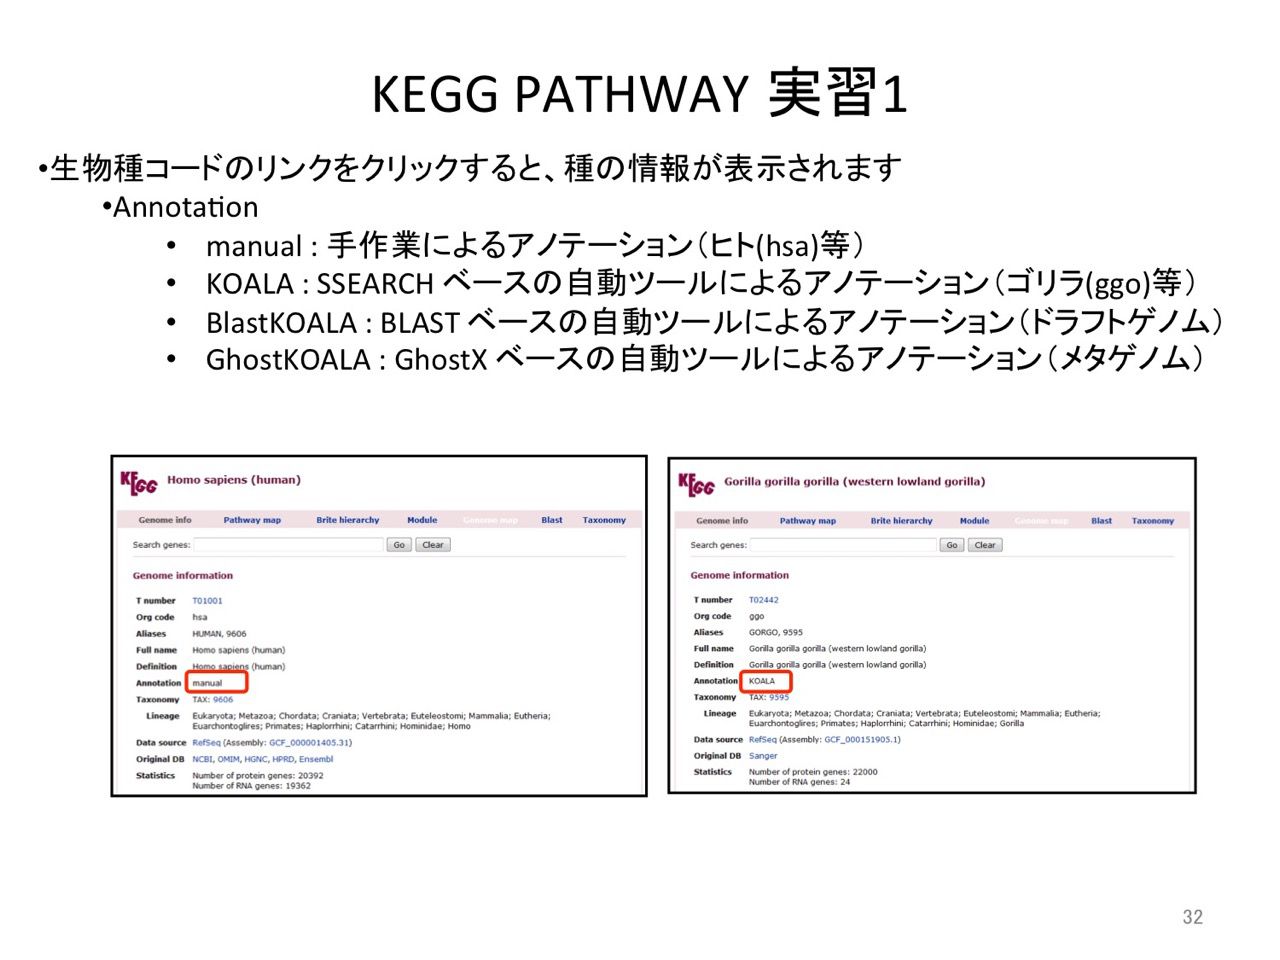 KEGG PATHWAY 実習1
•生物種コードのリンクをクリックすると、種の情報が表示されます
•Annotation
• manual : 手作業によるアノテーション（ヒト(hsa)等）
• KOALA : SSEARCH ベースの自動ツールによるアノテーション（ゴリラ(ggo)等）
• BlastKOALA : BLAST ベースの自動ツールによるアノテーション（ドラフトゲノム）
• GhostKOALA : GhostX ベースの自動ツールによるアノテーション（メタゲノム）
KEGG Homo sapiens (human)
Genome info Pathway map Brite hierarchy Module Genome map Blast Taxonomy
Search genes: Go Clear
Genome information
T number T01001
Org code hsa
Aliases HUMAN, 9606
Full name Homo sapiens (human)
Definition Homo sapiens (human)
Annotation manual
Taxonomy TAX: 9606
Lineage Eukaryota; Metazoa; Chordata; Craniata; Vertebrata; Euteleostomi; Mammalia; Eutheria;
Euarchontoglires; Primates; Haplorrhini; Catarrhini; Hominidae; Homo
Data source RefSeq (Assembly: GCF_000001405.31)
Original DB NCBI, OMIM, HGNC, HPRD, Ensembl
Statistics Number of protein genes: 20392
Number of RNA genes: 19362
KEGG Gorilla gorilla gorilla (western lowland gorilla)
Genome info Pathway map Brite hierarchy Module Genome map Blast Taxonomy
Search genes: Go Clear
Genome information
T number T02442
Org code ggo
Aliases GORGO, 9595
Full name Gorilla gorilla gorilla (western lowland gorilla)
Definition Gorilla gorilla gorilla (western lowland gorilla)
Annotation KOALA
Taxonomy TAX: 9595
Lineage Eukaryota; Metazoa; Chordata; Craniata; Vertebrata; Euteleostomi; Mammalia; Eutheria;
Euarchontoglires; Primates; Haplorrhini; Catarrhini; Hominidae; Gorilla
Data source RefSeq (Assembly: GCF_000151905.1)
Original DB Sanger
Statistics Number of protein genes: 22000
Number of RNA genes: 24
32